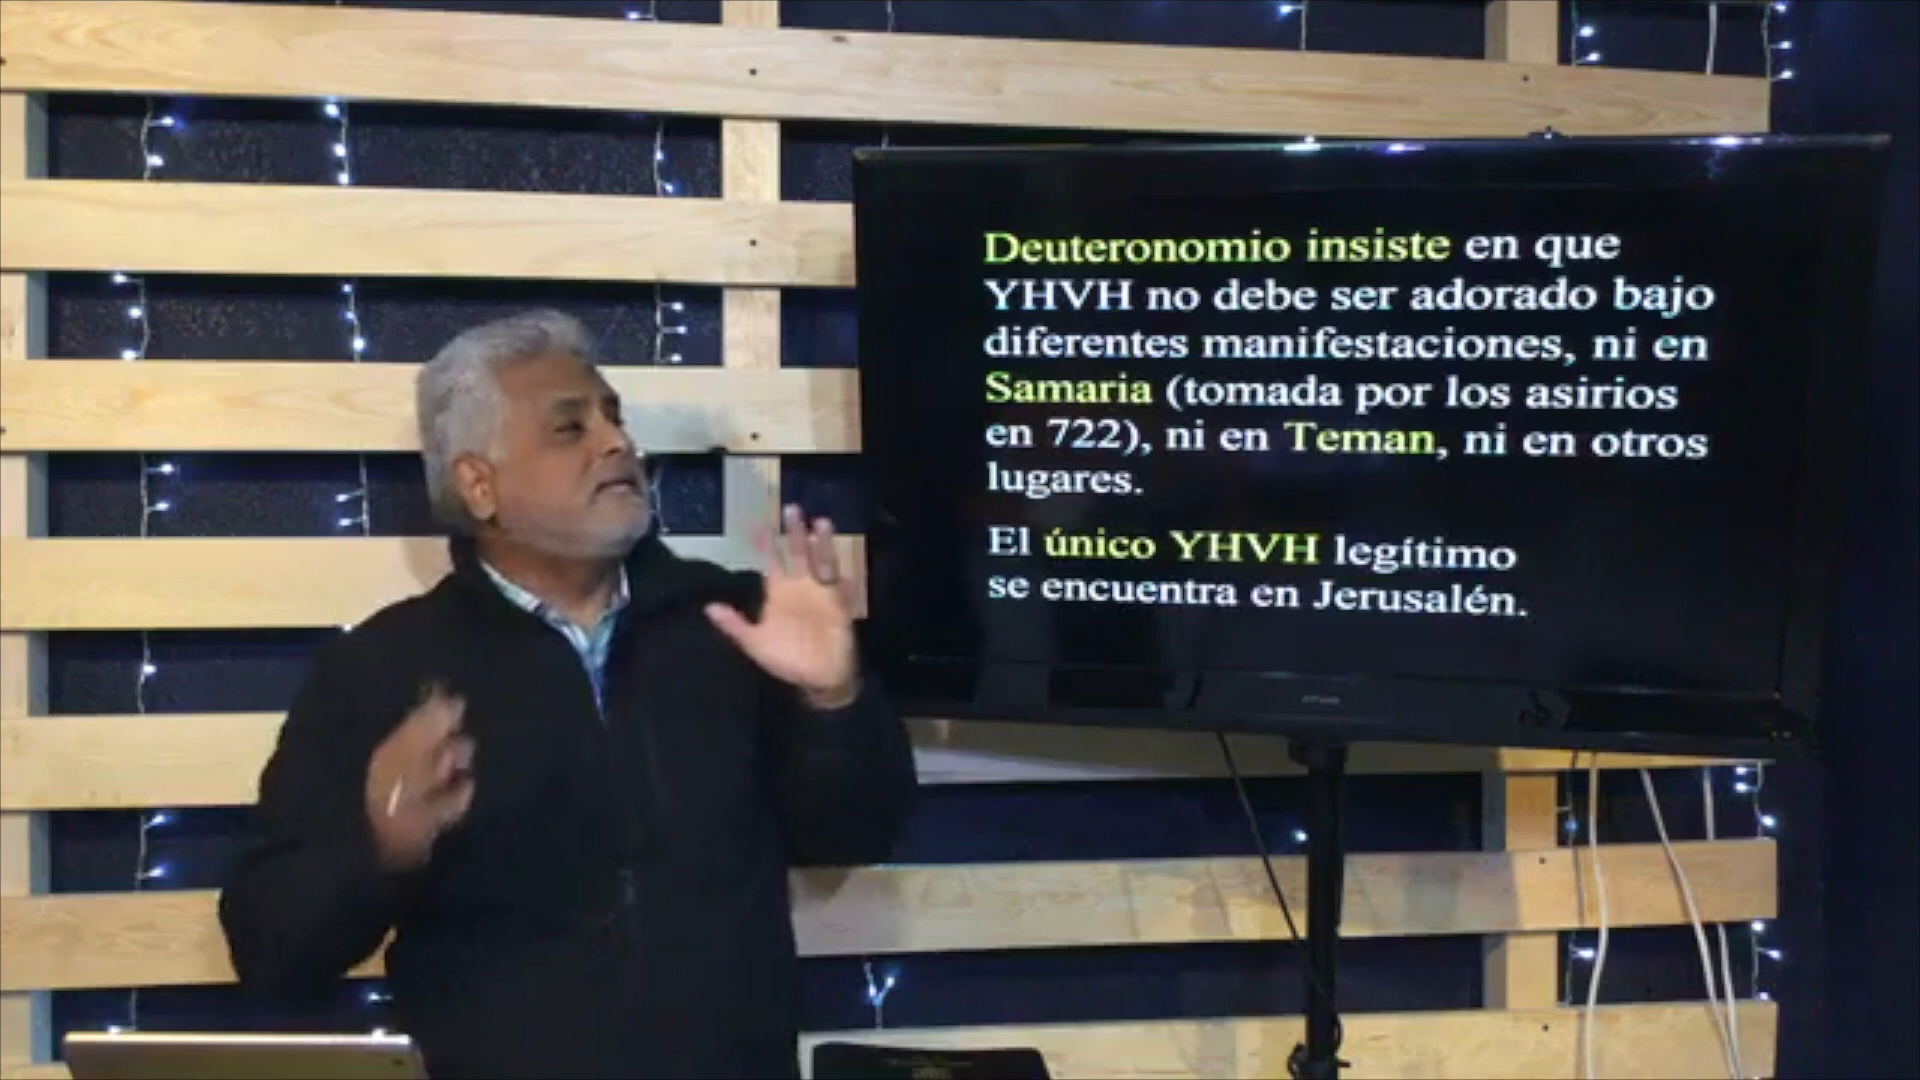 Deuteronomio insiste en que
YHVH no debe ser adorado bajo
diferentes manifestaciones, ni en
Samaria (tomada por los asirios
en 722), ni en Teman, ni en otros
lugares.
El único YHVH legítimo
se encuentra en Jerusalén.